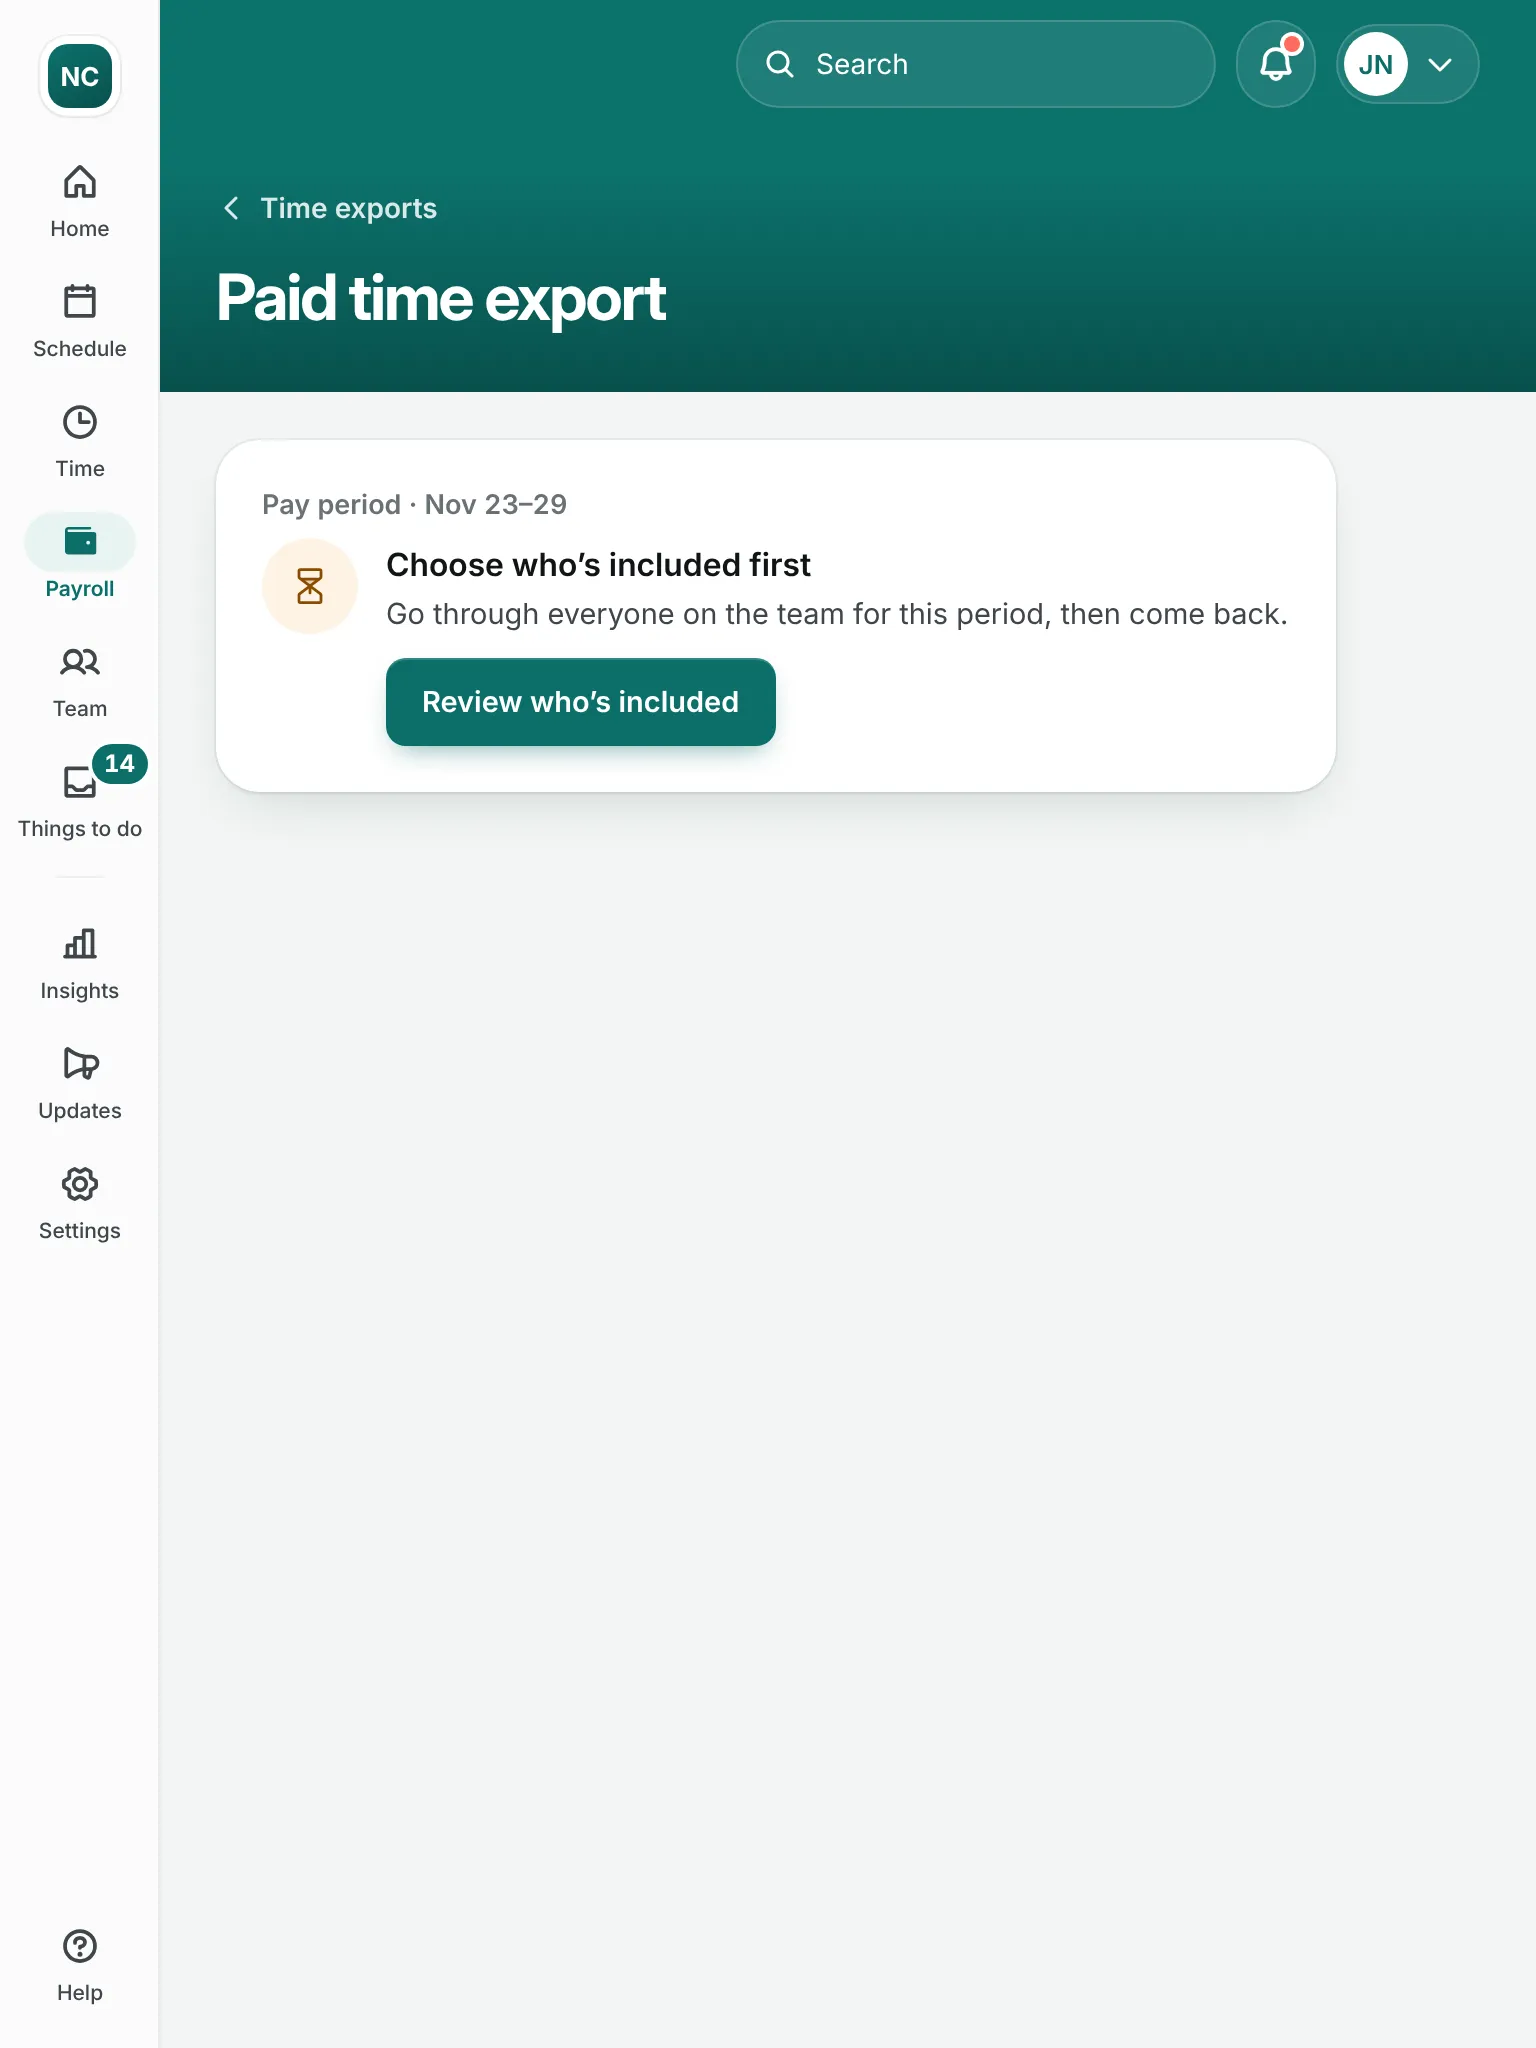 NC
Search
JN
Home
Schedule
Time
Payroll
Team
14
Things to do
Insights
Updates
Settings
Help
Time exports
Paid time export
Pay period · Nov 23–29
Choose who’s included first
Go through everyone on the team for this period, then come back.
Review who’s included